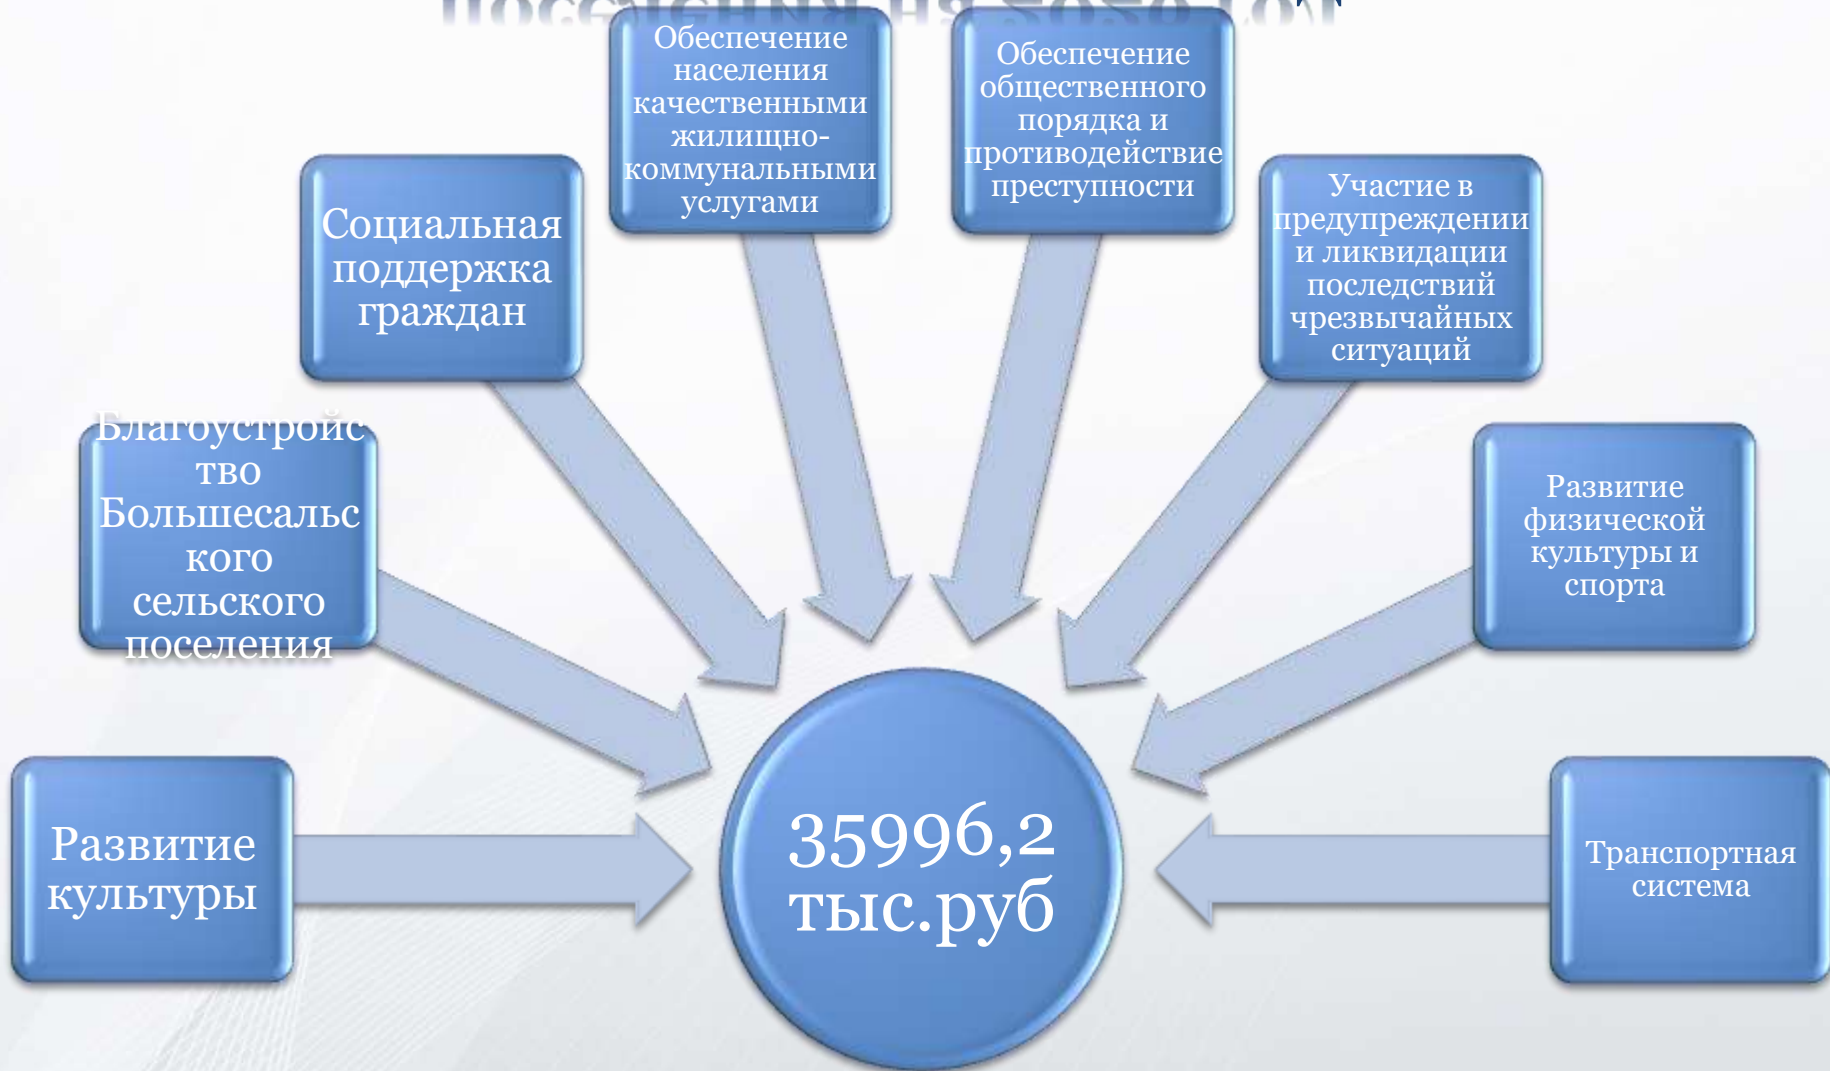 Обеспечение
населения
качественными
жилищно-
коммунальными
услугами
Обеспечение
общественного
порядка и
противодействие
преступности
Социальная
поддержка
граждан
Участие в
предупреждении
и ликвидации
последствий
чрезвычайных
ситуаций
Благоустройс
тво
Большесальс
кого
сельского
поселения
Развитие
физической
культуры и
спорта
Развитие
культуры
35996,2
тыс.руб
Транспортная
система